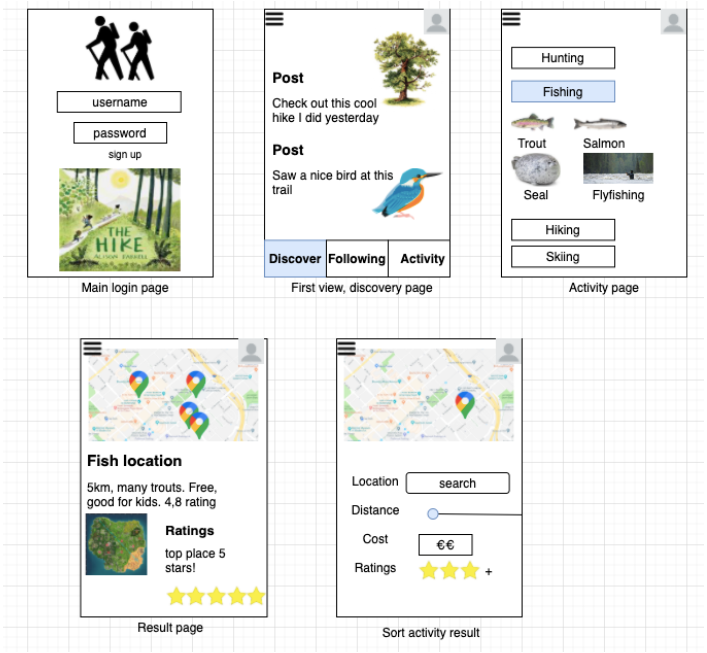 username
password
sign up
THE
HIKE
Main login page
Post
Check out this cool
hike I did yesterday
Post
Saw a nice bird at this
trail
Discover
Following
Activity
First view, discovery page
Hunting
Fishing
Trout
Salmon
Seal
Flyfishing
Hiking
Skiing
Activity page
Fish location
5km, many trouts. Free,
good for kids. 4,8 rating
Ratings
top place 5
stars!
Result page
Location
search
Distance
Cost
€€
Ratings
+
Sort activity result